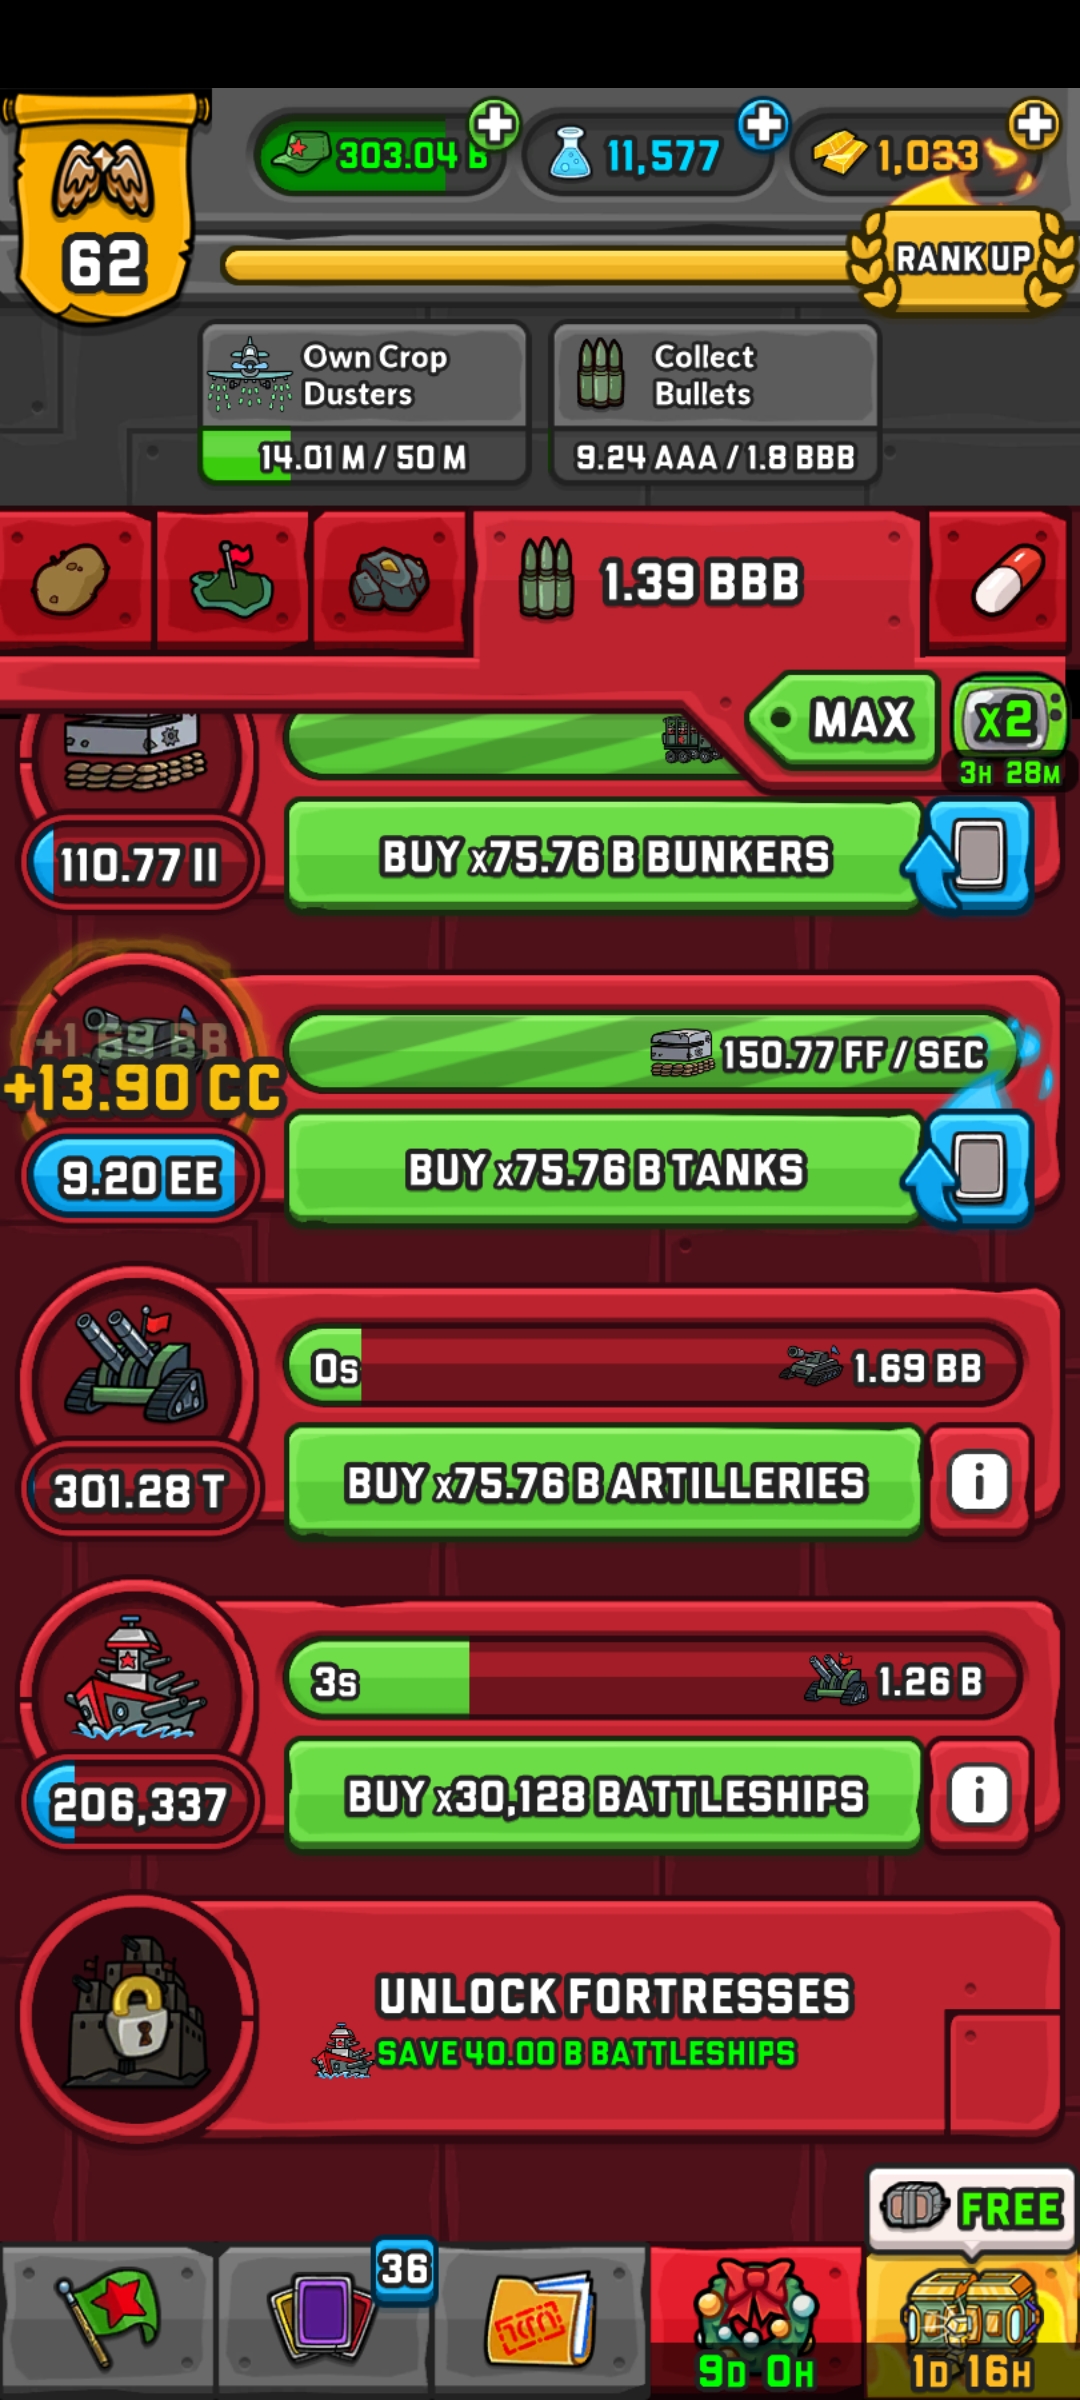 303.04 B
11,577
1,033
62
RANK UP
Own Crop
Dusters
14.01 M / 50 M
Collect
Bullets
9.24 AAA / 1.8 BBB
1.39 BBB
MAX
x2
3H 28M
110.77 II
BUY x75.76 B BUNKERS
+1.69 BB
+13.90 CC
150.77 FF / SEC
9.20 EE
BUY x75.76 B TANKS
0s
1.69 BB
301.28 T
BUY x75.76 B ARTILLERIES
i
3s
1.26 B
206,337
BUY x30,128 BATTLESHIPS
i
UNLOCK FORTRESSES
SAVE 40.00 B BATTLESHIPS
FREE
36
9D 0H
1D 16H